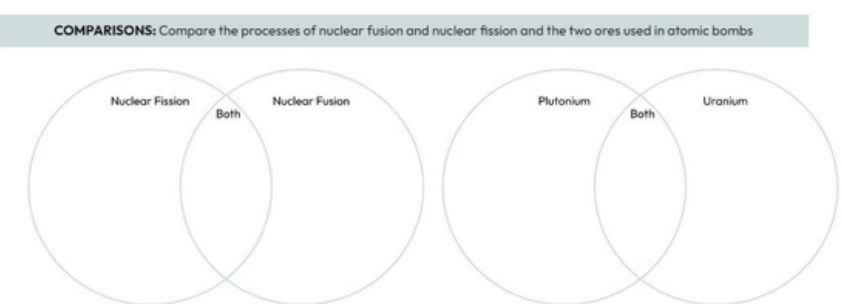 COMPARISONS: Compare the processes of nuclear fusion and nuclear fission and the two ores used in atomic bombs
Nuclear Fission
Both
Nuclear Fusion
Plutonium
Both
Uranium